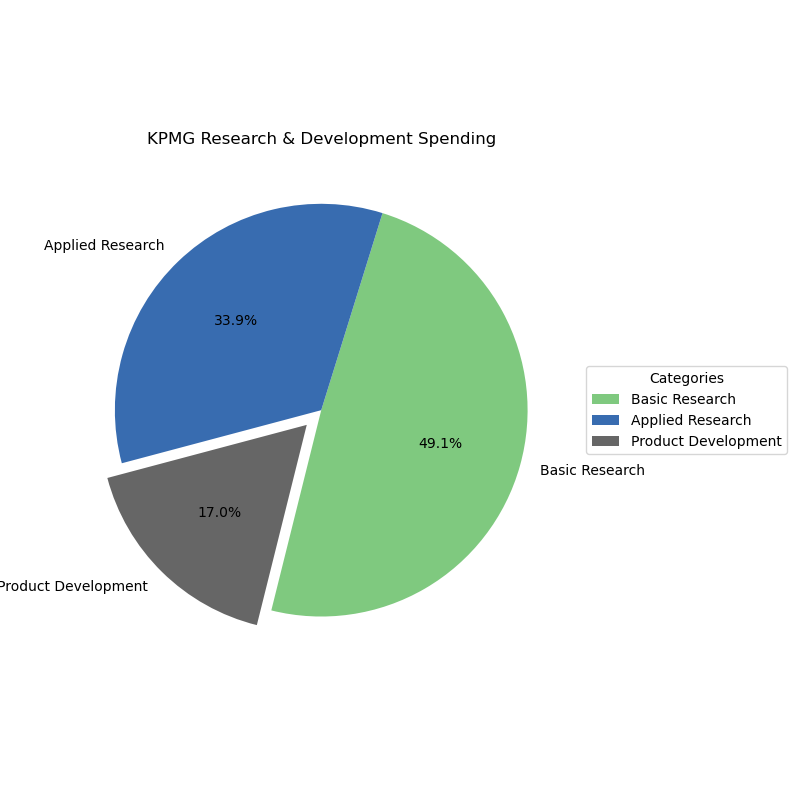 KPMG Research & Development Spending
Applied Research
33.9%
Categories
Basic Research
Applied Research
Product Development
49.1%
Basic Research
17.0%
Product Development